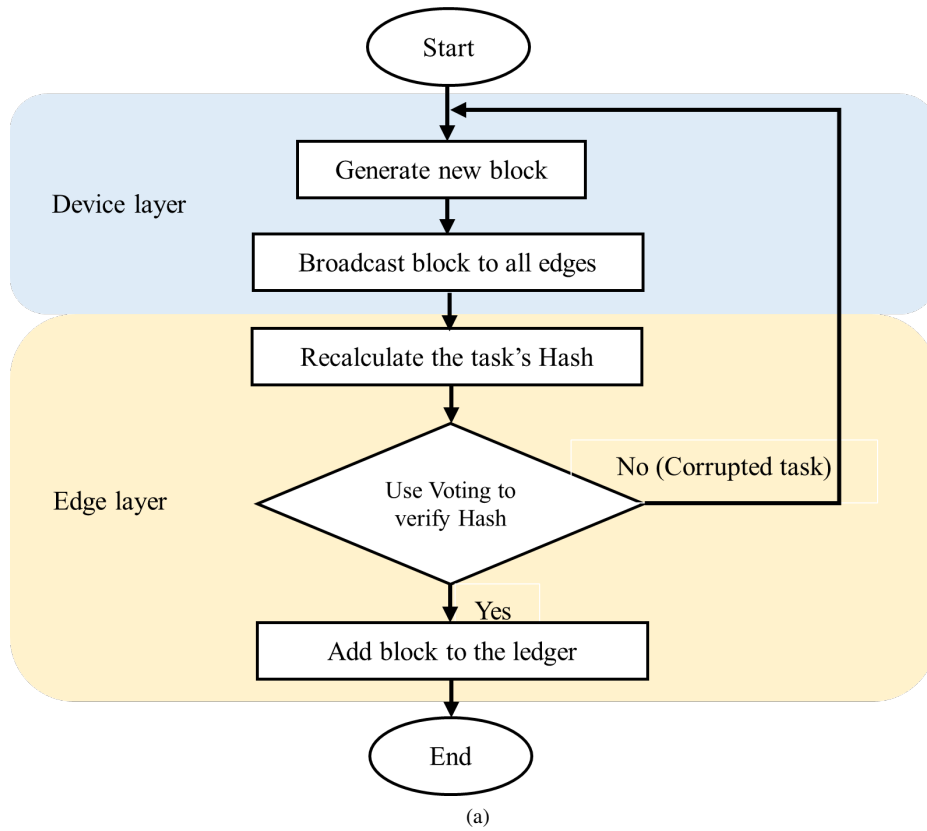 Start
Generate new block
Device layer
Broadcast block to all edges
Recalculate the task’s Hash
No (Corrupted task)
Use Voting to
verify Hash
Edge layer
Yes
Add block to the ledger
End
(a)